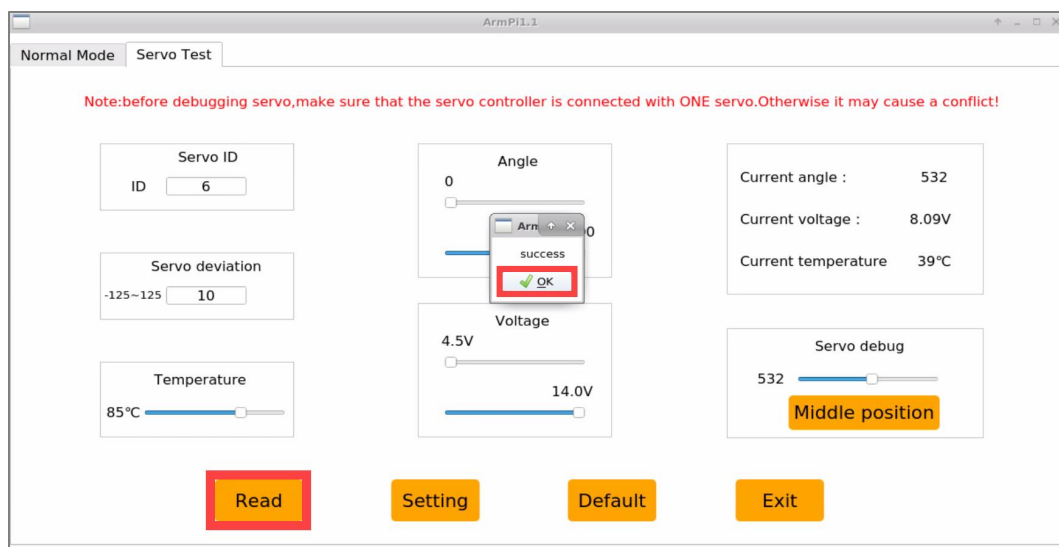 ArmPi1.1
Normal Mode
Servo Test
Note:before debugging servo,make sure that the servo controller is connected with ONE servo.Otherwise it may cause a conflict!
Servo ID
ID 6
Servo deviation
-125~125 10
Temperature
85℃
Angle
0
Voltage
4.5V
14.0V
success
OK
Current angle : 532
Current voltage : 8.09V
Current temperature 39℃
Servo debug
532
Middle position
Read
Setting
Default
Exit